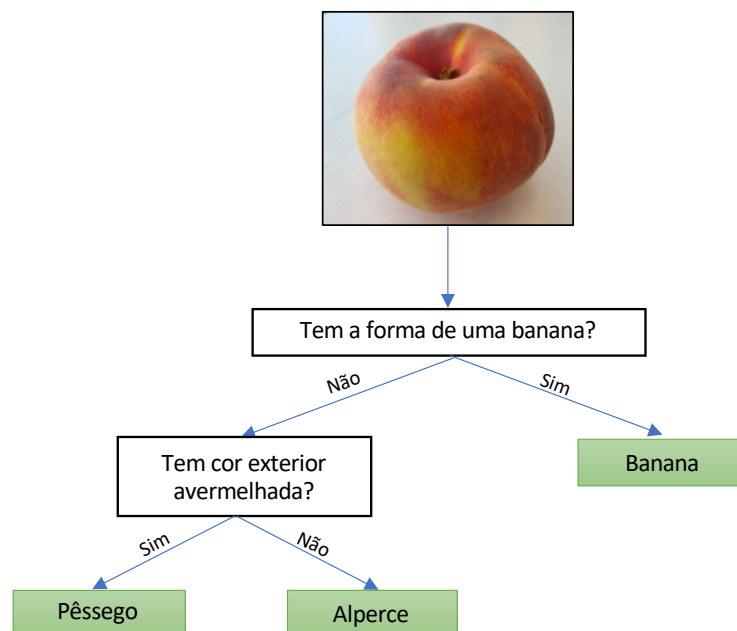 Tem a forma de uma banana?
Não
Sim
Tem cor exterior
avermelhada?
Banana
Sim
Não
Pêssego
Alperce